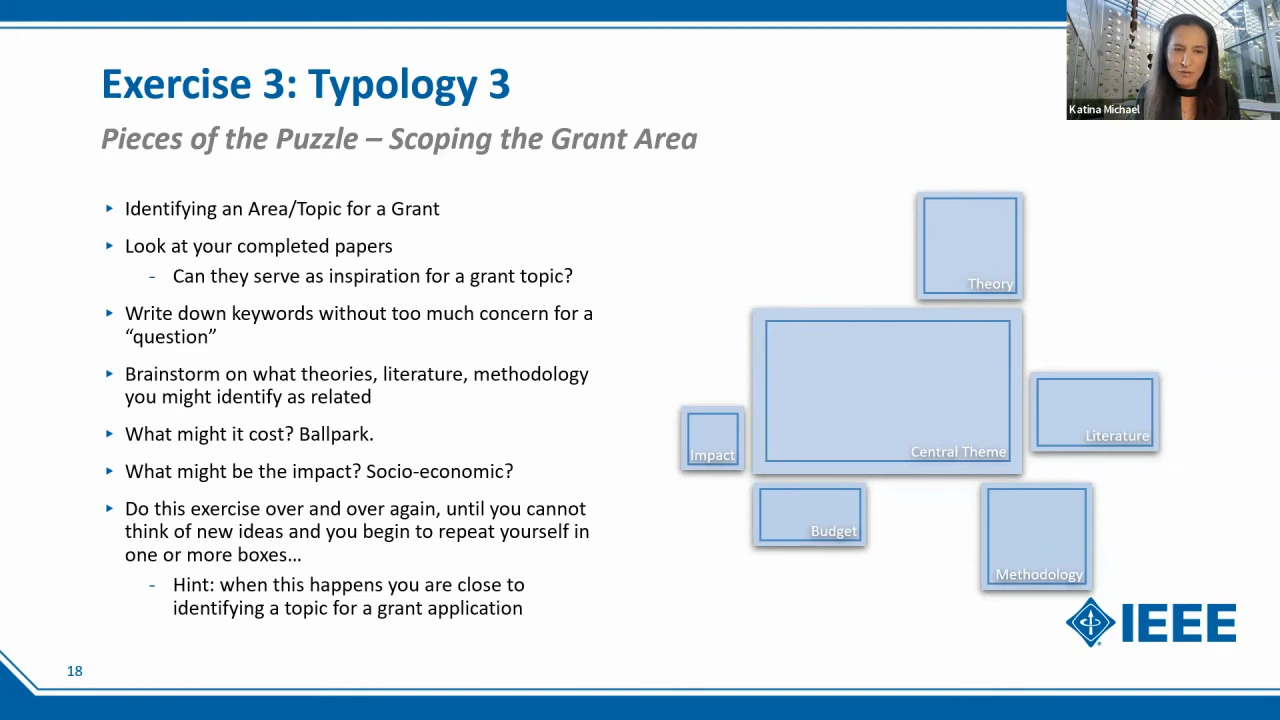 Katina Michael
Exercise 3: Typology 3
Pieces of the Puzzle – Scoping the Grant Area
Identifying an Area/Topic for a Grant
Look at your completed papers
- Can they serve as inspiration for a grant topic?
Write down keywords without too much concern for a
“question”
Brainstorm on what theories, literature, methodology
you might identify as related
What might it cost? Ballpark.
What might be the impact? Socio-economic?
Do this exercise over and over again, until you cannot
think of new ideas and you begin to repeat yourself in
one or more boxes…
- Hint: when this happens you are close to
identifying a topic for a grant application
Theory
Central Theme
Literature
Impact
Budget
Methodology
IEEE
18